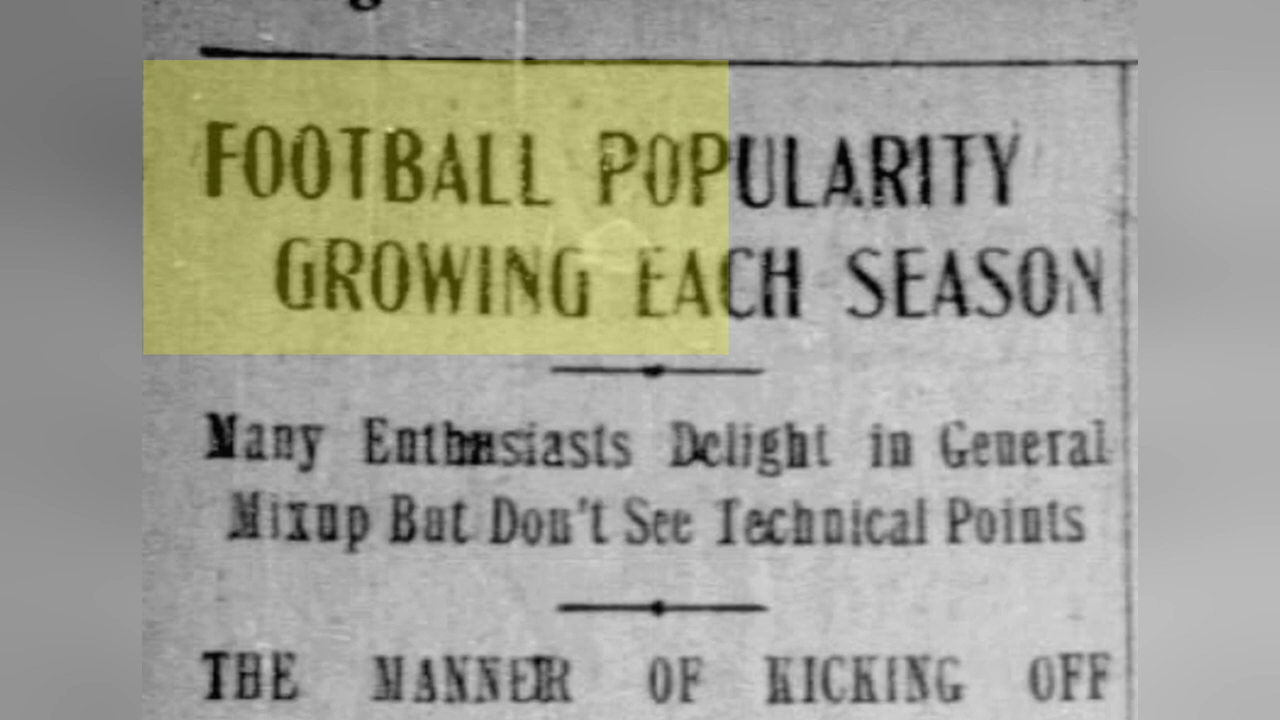 FOOTBALL POPULARITY
GROWING EACH SEASON
Many Enthusiasts Delight in General
Mixup But Don't See Technical Points
THE MANNER OF KICKING OFF